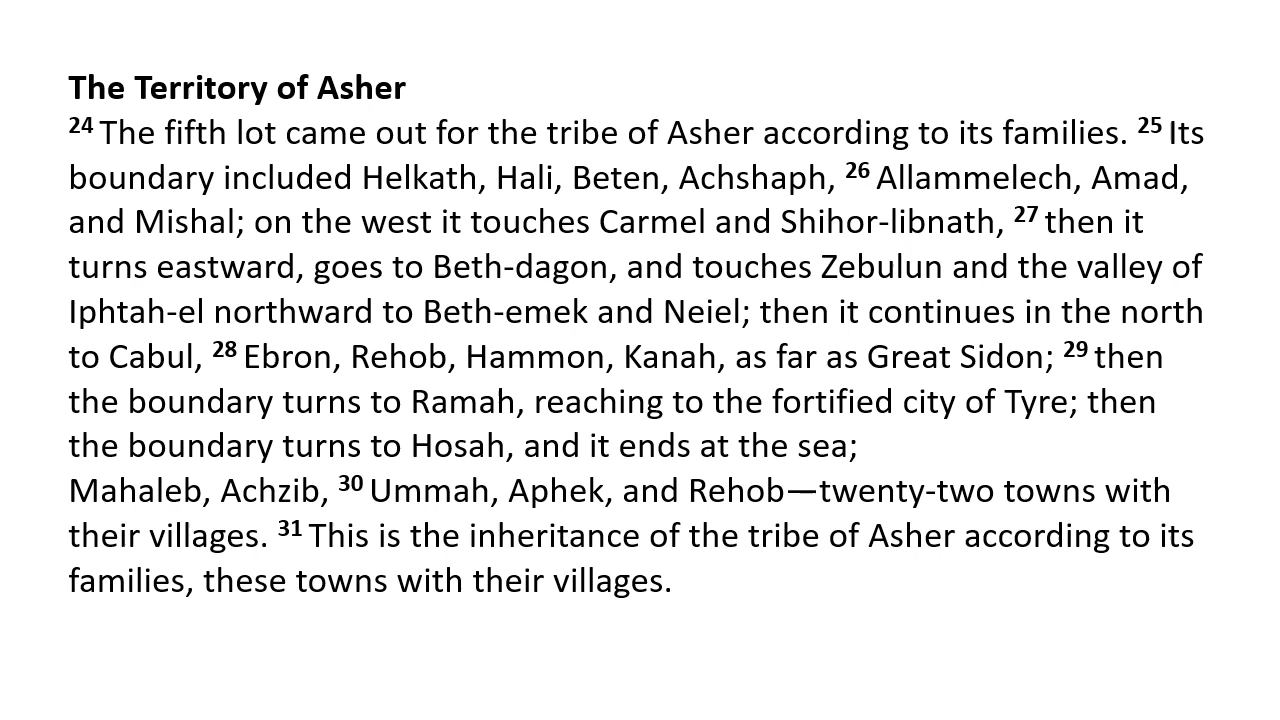 The Territory of Asher
24 The fifth lot came out for the tribe of Asher according to its families. 25 Its
boundary included Helkath, Hali, Beten, Achshaph, 26 Allammelech, Amad,
and Mishal; on the west it touches Carmel and Shihor-libnath, 27 then it
turns eastward, goes to Beth-dagon, and touches Zebulun and the valley of
Iphtah-el northward to Beth-emek and Neiel; then it continues in the north
to Cabul, 28 Ebron, Rehob, Hammon, Kanah, as far as Great Sidon; 29 then
the boundary turns to Ramah, reaching to the fortified city of Tyre; then
the boundary turns to Hosah, and it ends at the sea;
Mahaleb, Achzib, 30 Ummah, Aphek, and Rehob—twenty-two towns with
their villages. 31 This is the inheritance of the tribe of Asher according to its
families, these towns with their villages.